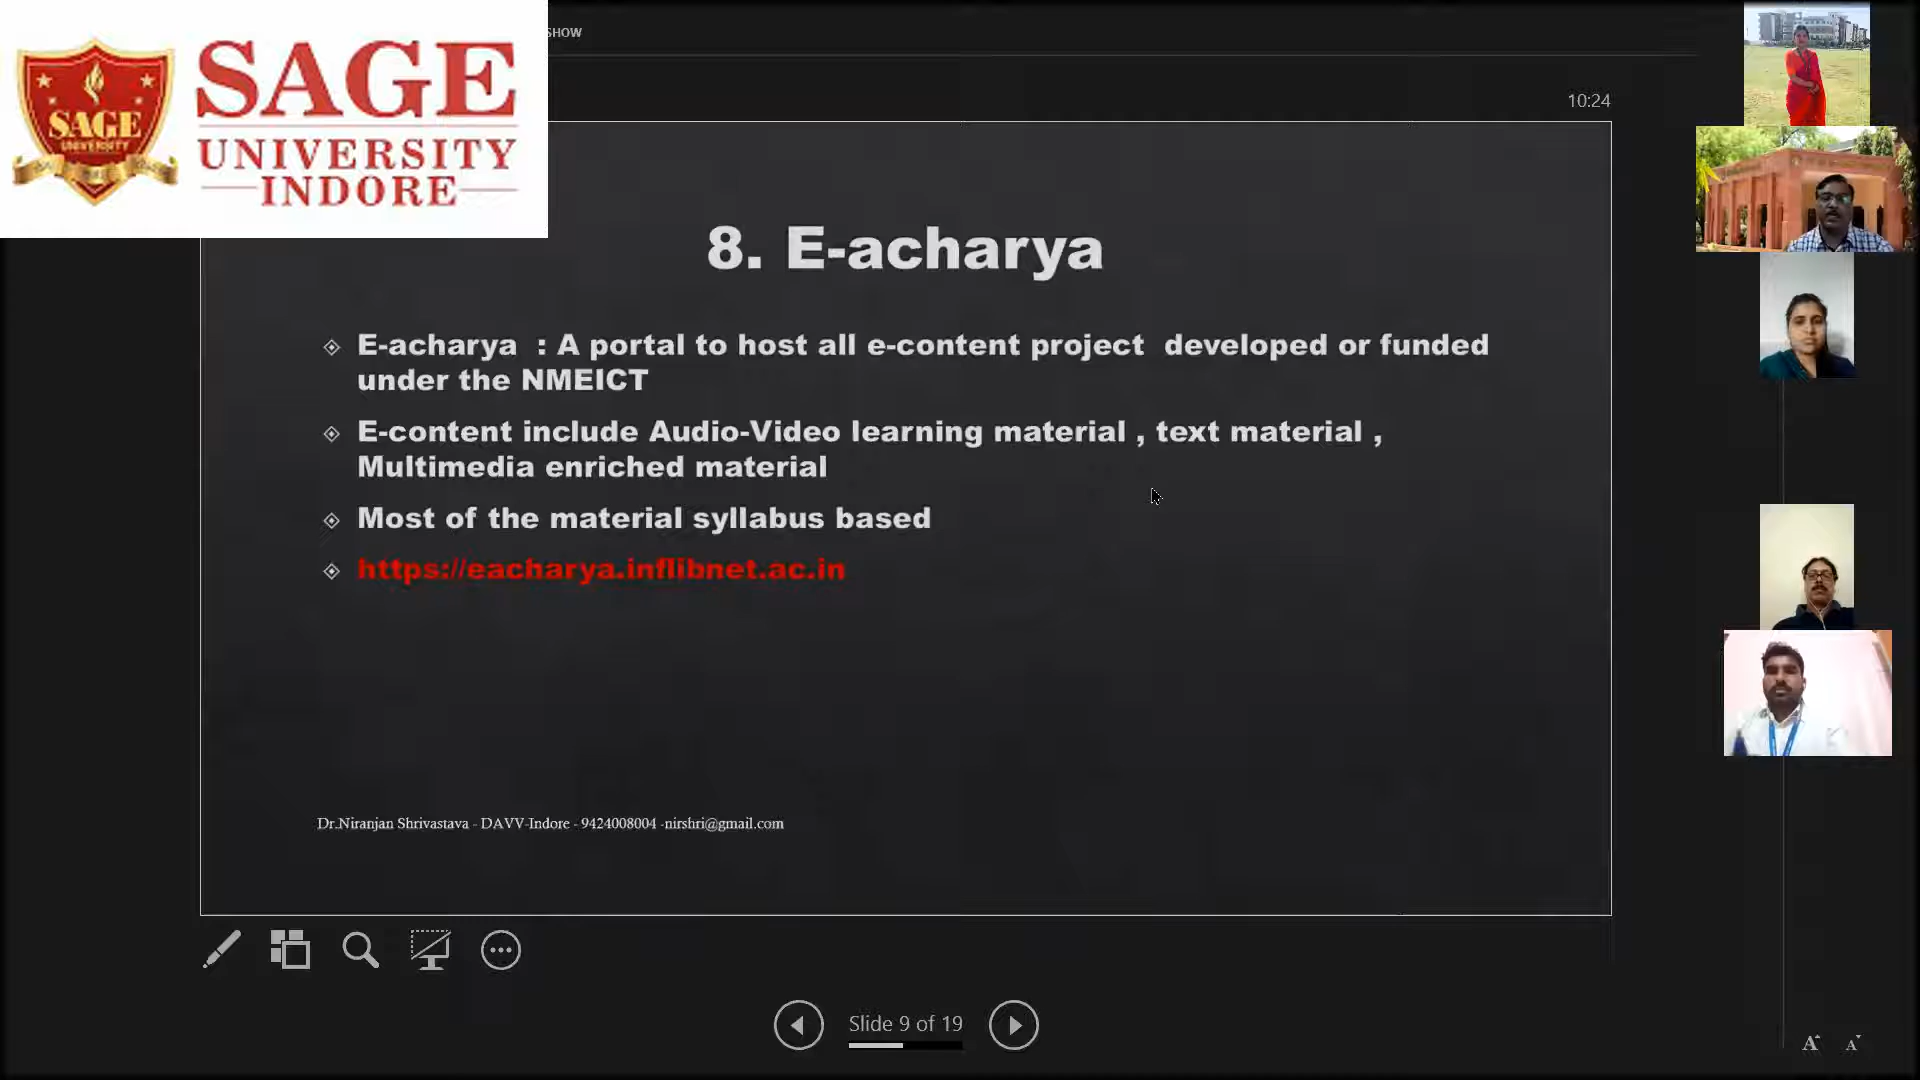 SHOW
SAGE
UNIVERSITY
INDORE
SAGE
UNIVERSITY
10:24
8. E-acharya
E-acharya : A portal to host all e-content project developed or funded
under the NMEICT
E-content include Audio-Video learning material , text material ,
Multimedia enriched material
Most of the material syllabus based
https://eacharya.inflibnet.ac.in
Dr.Niranjan Shrivastava - DAVV-Indore - 9424008004 -nirshri@gmail.com
Slide 9 of 19
A A